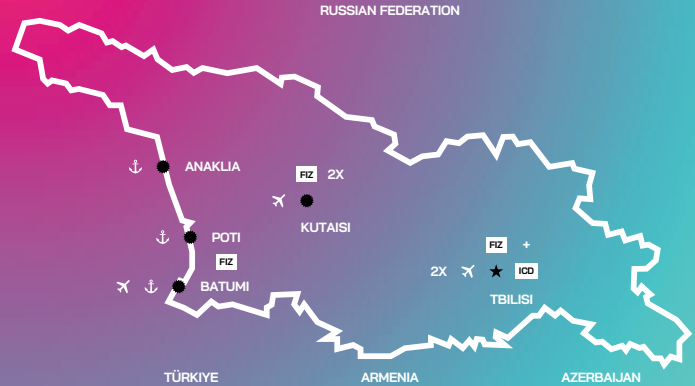 RUSSIAN FEDERATION
ANAKLIA
FIZ 2X
KUTAISI
POTI
FIZ
BATUMI
FIZ +
2X ICD
TBILISI
TÜRKIYE
ARMENIA
AZERBAIJAN